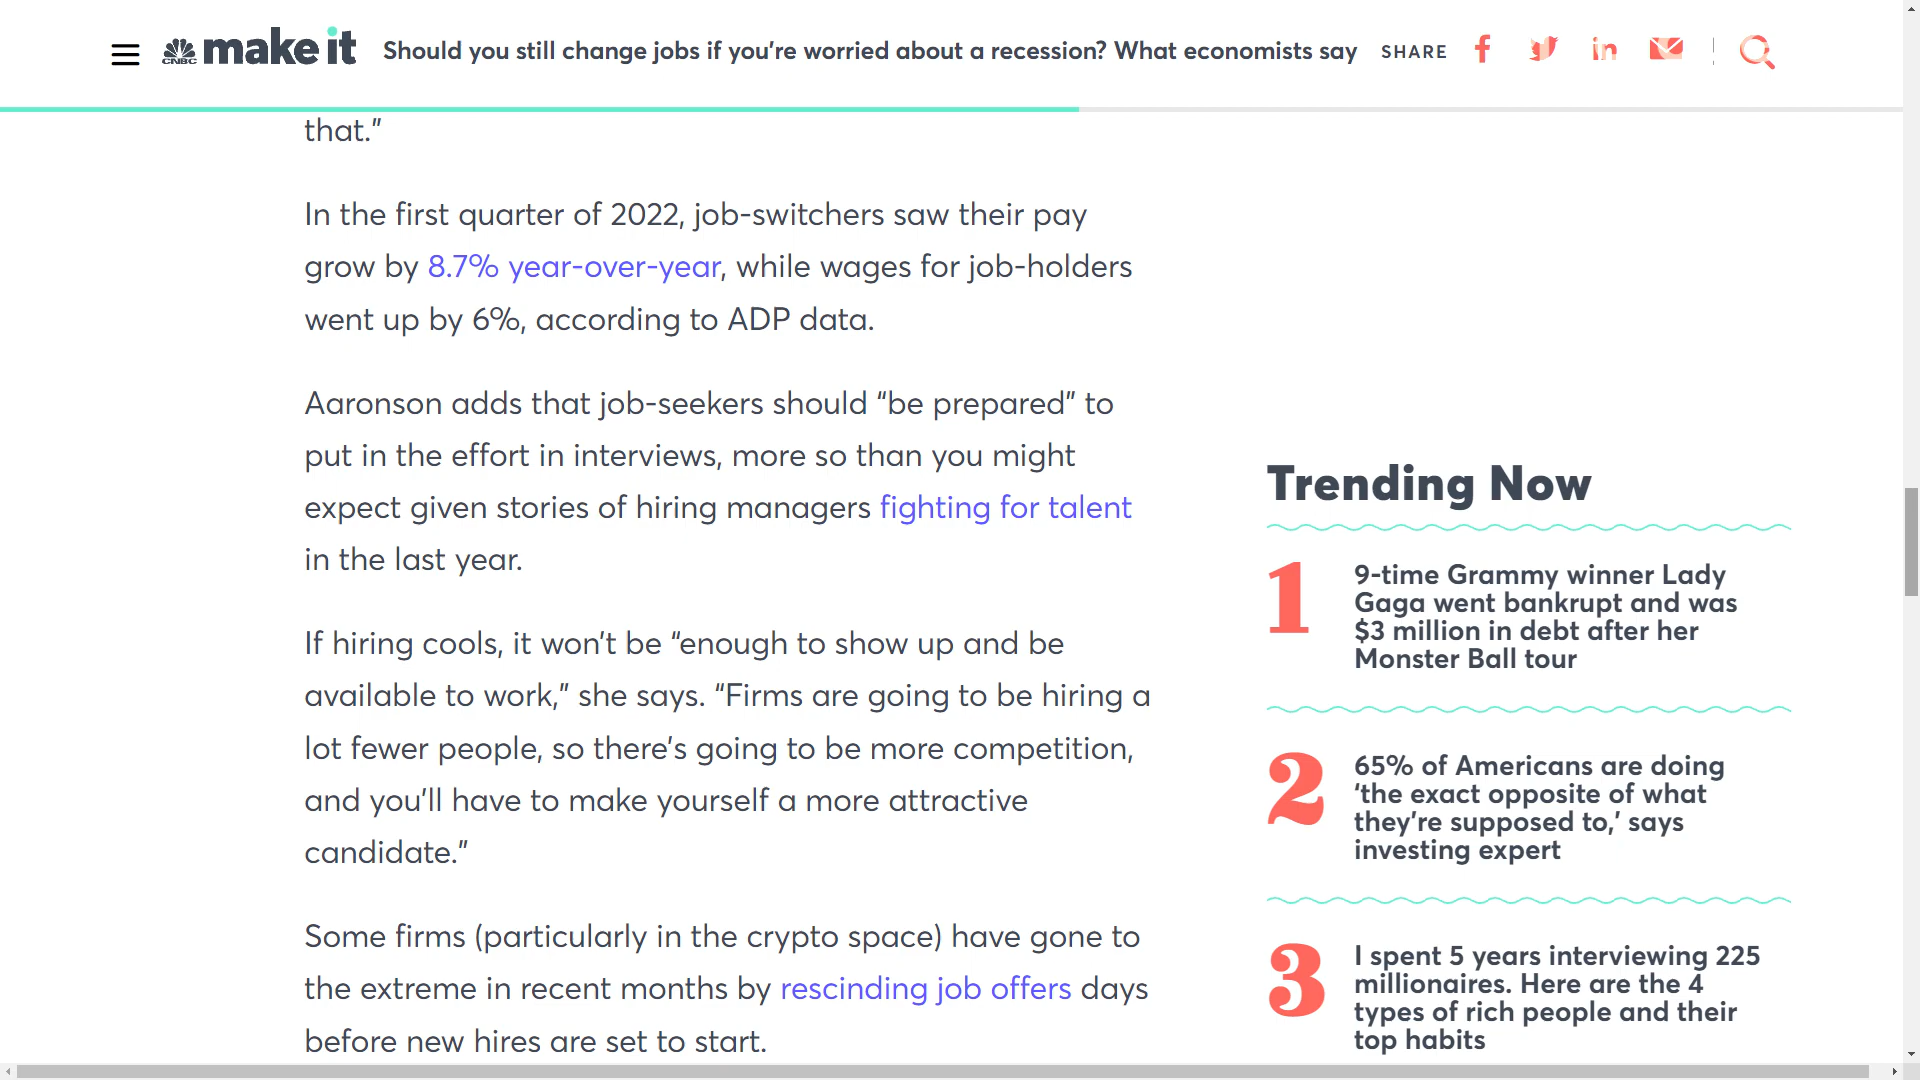 CNBC make it Should you still change jobs if you're worried about a recession? What economists say SHARE
that.”
In the first quarter of 2022, job-switchers saw their pay
grow by 8.7% year-over-year, while wages for job-holders
went up by 6%, according to ADP data.
Aaronson adds that job-seekers should “be prepared” to
put in the effort in interviews, more so than you might
expect given stories of hiring managers fighting for talent
in the last year.
If hiring cools, it won’t be “enough to show up and be
available to work,” she says. “Firms are going to be hiring a
lot fewer people, so there’s going to be more competition,
and you’ll have to make yourself a more attractive
candidate.”
Some firms (particularly in the crypto space) have gone to
the extreme in recent months by rescinding job offers days
before new hires are set to start.
Trending Now
1
9-time Grammy winner Lady
Gaga went bankrupt and was
$3 million in debt after her
Monster Ball tour
2
65% of Americans are doing
‘the exact opposite of what
they’re supposed to,’ says
investing expert
3
I spent 5 years interviewing 225
millionaires. Here are the 4
types of rich people and their
top habits